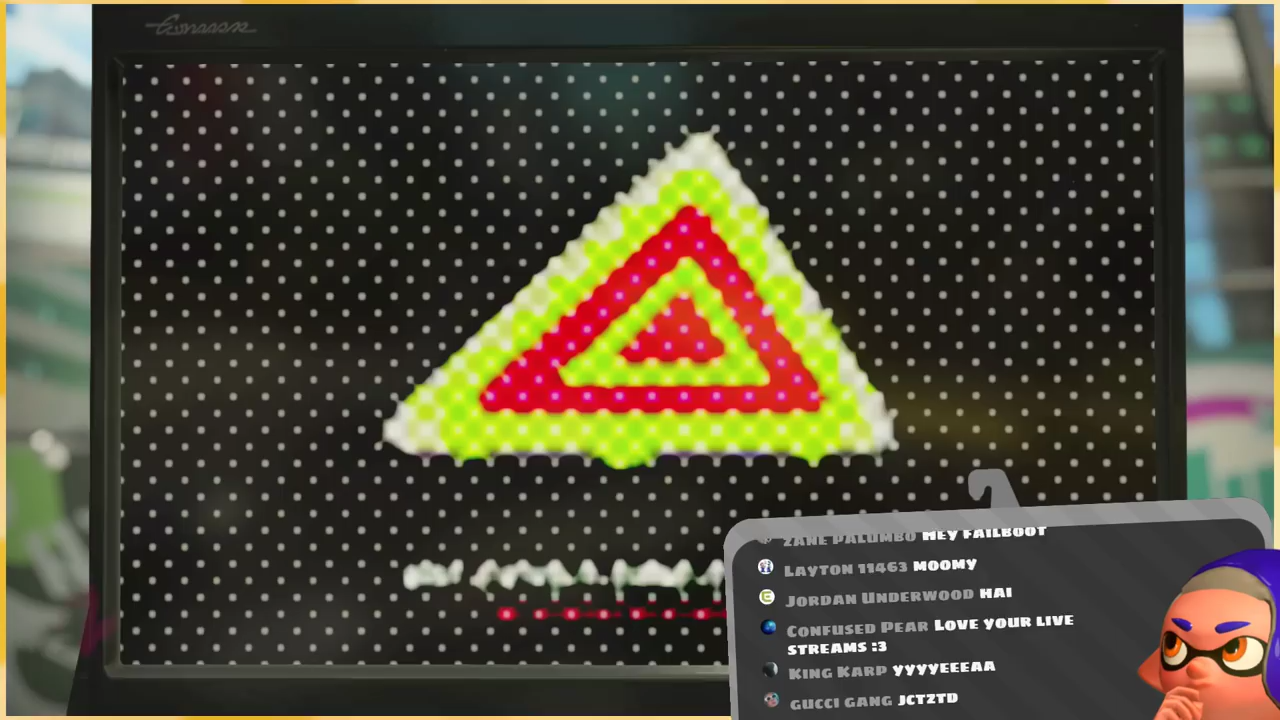 ZANE PALUMBO HEY FAILBOOT
LAYTON 11463 MOOMY
JORDAN UNDERWOOD HAI
CONFUSED PEAR LOVE YOUR LIVE
STREAMS :3
KING KARP YYYYEEEAA
GUCCI GANG JCTZTD